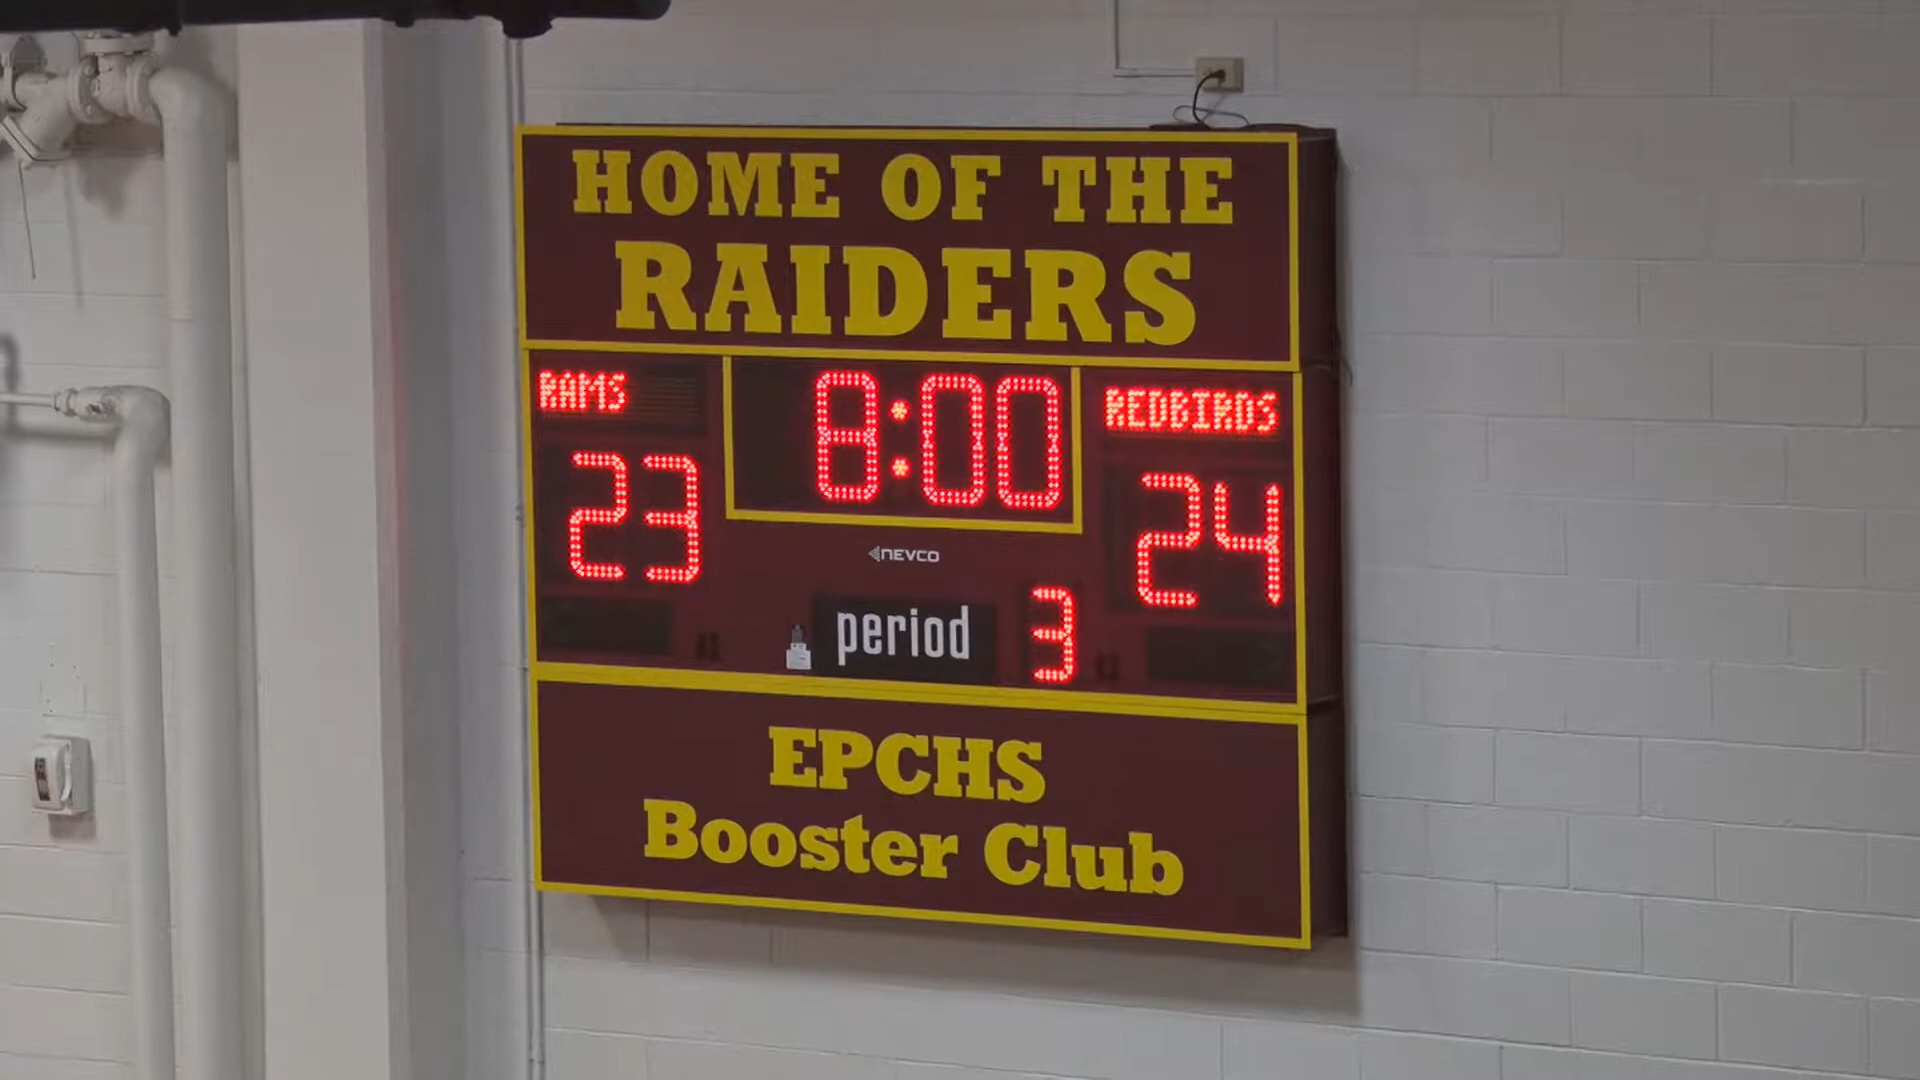 HOME OF THE
RAIDERS
RAMS
8:00
REDBIRDS
23
24
NEVCO
period 3
EPCHS
Booster Club